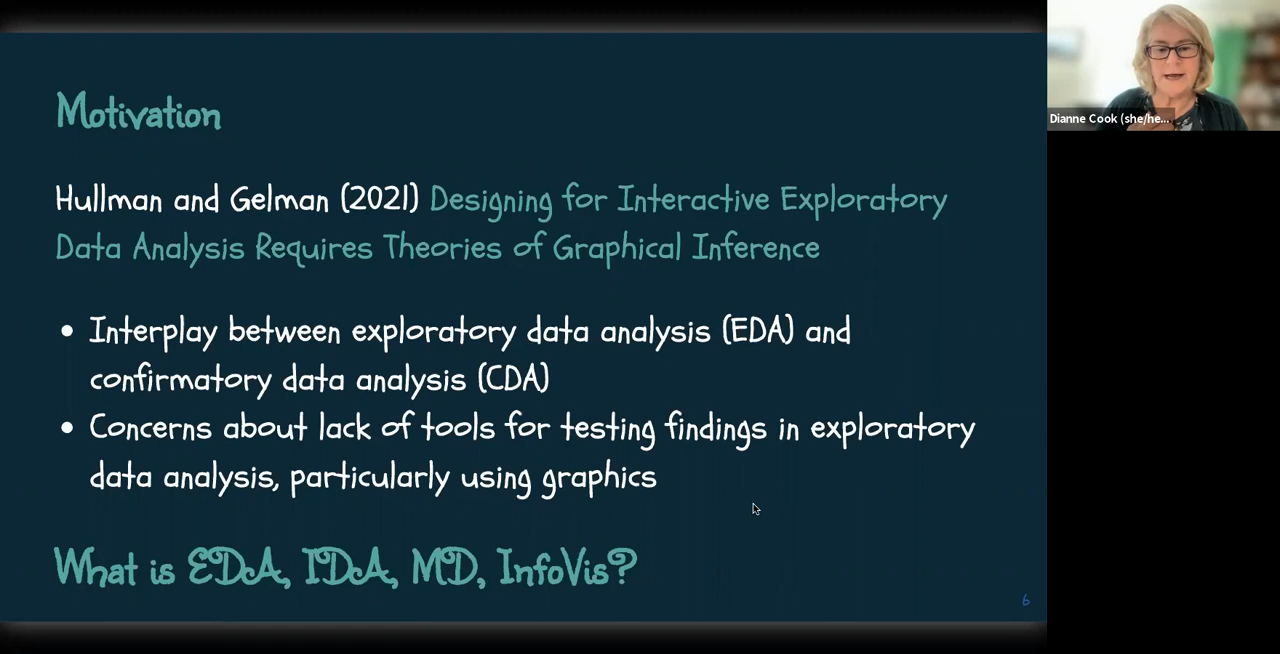 Motivation
Hullman and Gelman (2021) Designing for Interactive Exploratory
Data Analysis Requires Theories of Graphical Inference
• Interplay between exploratory data analysis (EDA) and
confirmatory data analysis (CDA)
• Concerns about lack of tools for testing findings in exploratory
data analysis, particularly using graphics
What is EDA, IDA, MD, InfoVis?
6
Dianne Cook (she/he...